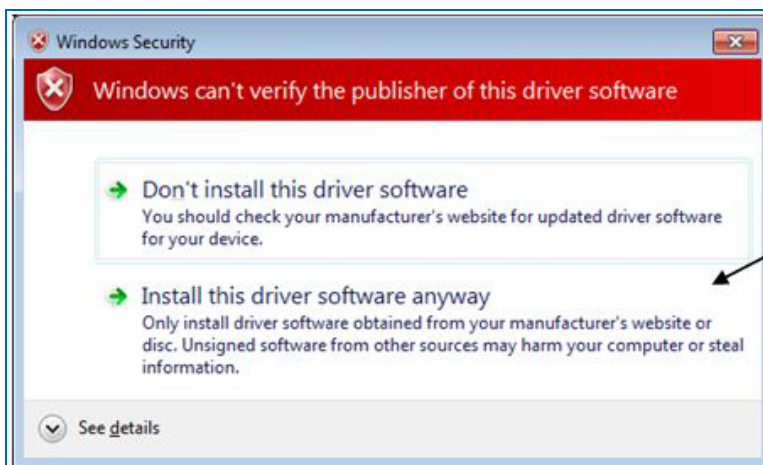 Windows Security
Windows can't verify the publisher of this driver software
Don't install this driver software
You should check your manufacturer's website for updated driver software
for your device.
Install this driver software anyway
Only install driver software obtained from your manufacturer's website or
disc. Unsigned software from other sources may harm your computer or steal
information.
See details